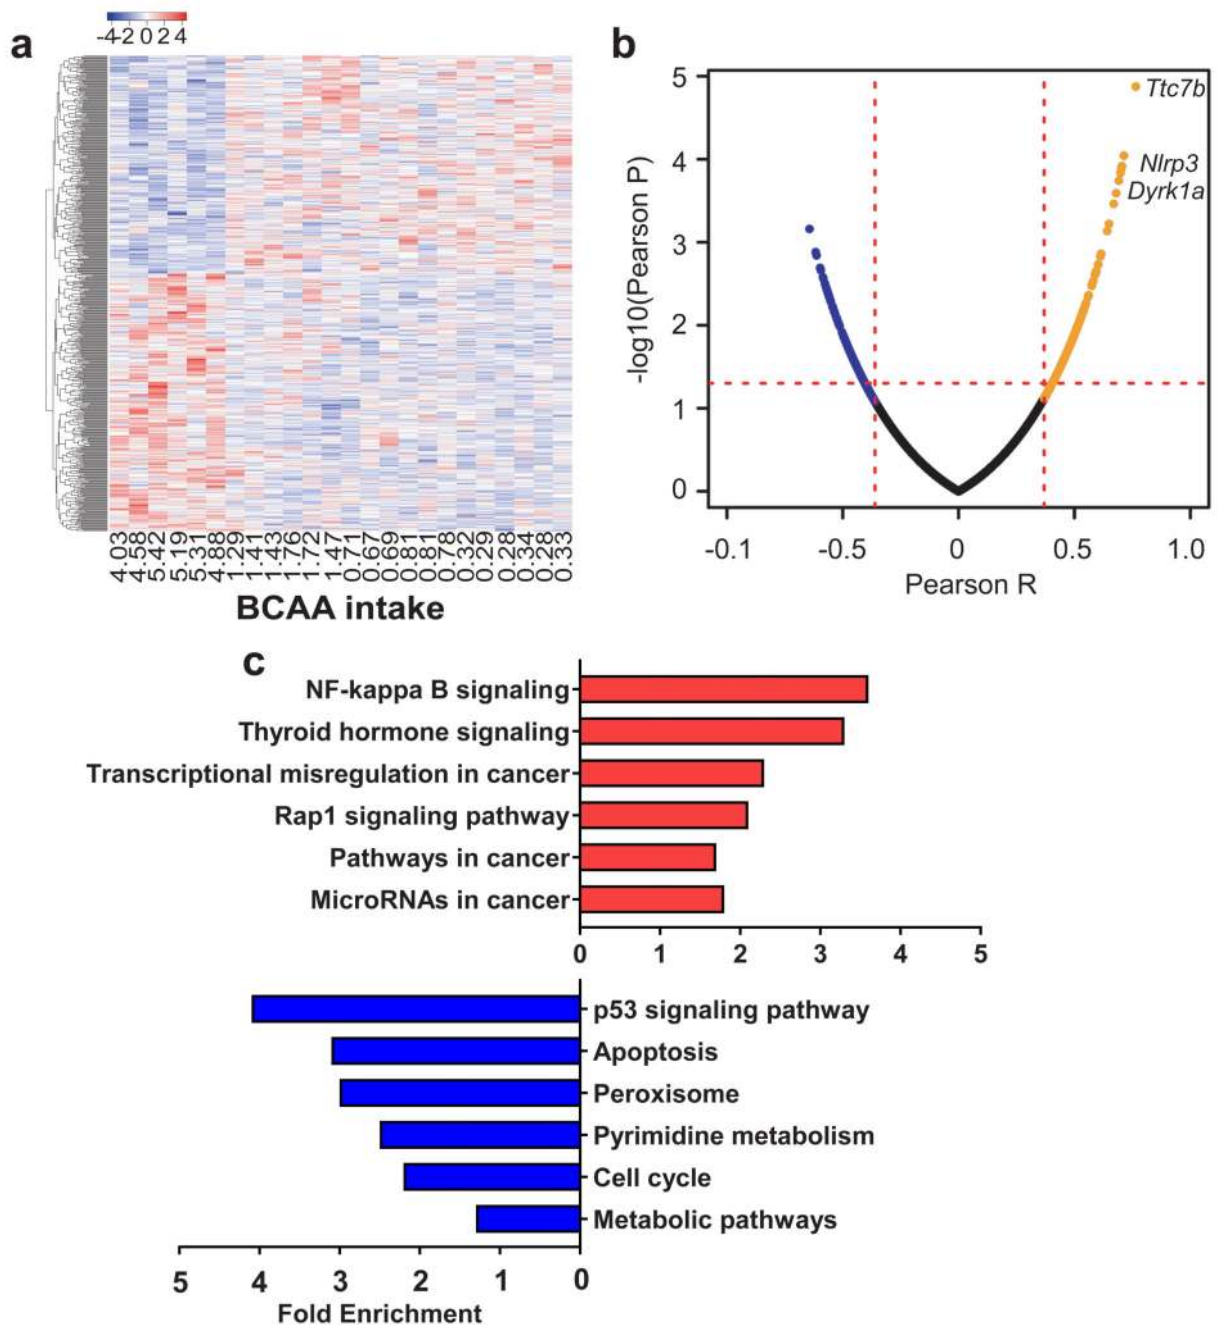 a
-4-2 0 2 4
4.03
4.58
5.42
5.19
5.31
4.88
1.29
1.41
1.43
1.76
1.72
1.47
0.71
0.67
0.69
0.81
0.81
0.78
0.32
0.29
0.28
0.34
0.28
0.33
BCAA intake
b
-log10(Pearson P)
5
4
3
2
1
0
Ttc7b
Nlrp3
Dyrk1a
-0.1 -0.5 0 0.5 1.0
Pearson R
c
NF-kappa B signaling
Thyroid hormone signaling
Transcriptional misregulation in cancer
Rap1 signaling pathway
Pathways in cancer
MicroRNAs in cancer
0 1 2 3 4 5
p53 signaling pathway
Apoptosis
Peroxisome
Pyrimidine metabolism
Cell cycle
Metabolic pathways
5 4 3 2 1 0
Fold Enrichment